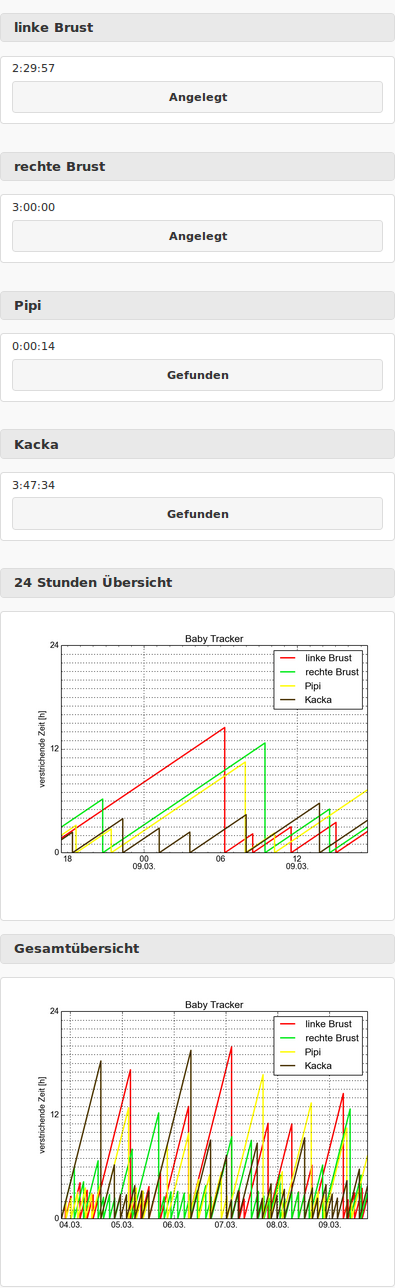 linke Brust
2:29:57
Angelegt
rechte Brust
3:00:00
Angelegt
Pipi
0:00:14
Gefunden
Kacka
3:47:34
Gefunden
24 Stunden Übersicht
Baby Tracker
24
12
0
verstrichende Zeit [h]
linke Brust
rechte Brust
Pipi
Kacka
18 00 06 12
09.03. 09.03.
Gesamtübersicht
Baby Tracker
24
12
0
verstrichende Zeit [h]
linke Brust
rechte Brust
Pipi
Kacka
04.03. 05.03. 06.03. 07.03. 08.03. 09.03.